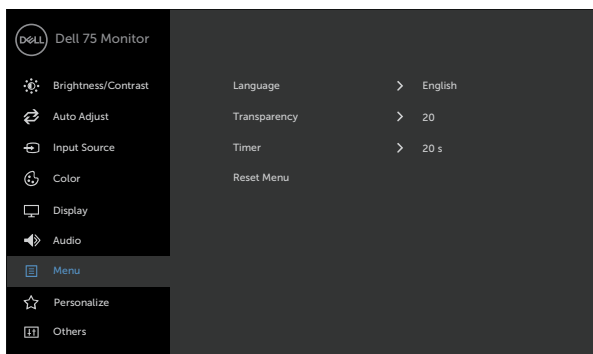 DELL Dell 75 Monitor
Brightness/Contrast Language > English
Auto Adjust Transparency > 20
Input Source Timer > 20 s
Color Reset Menu
Display
Audio
Menu
Personalize
Others